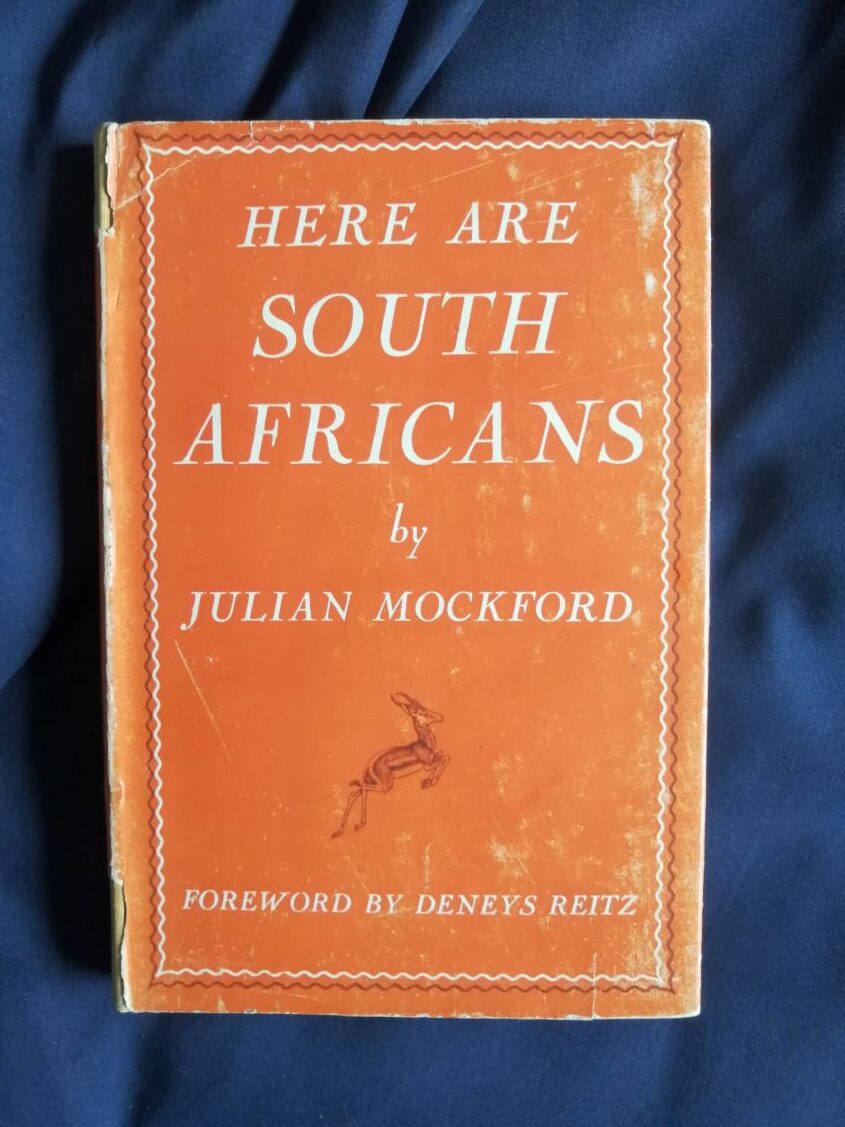 HERE ARE
SOUTH
AFRICANS
by
JULIAN MOCKFORD
FOREWORD BY DENEYS REITZ